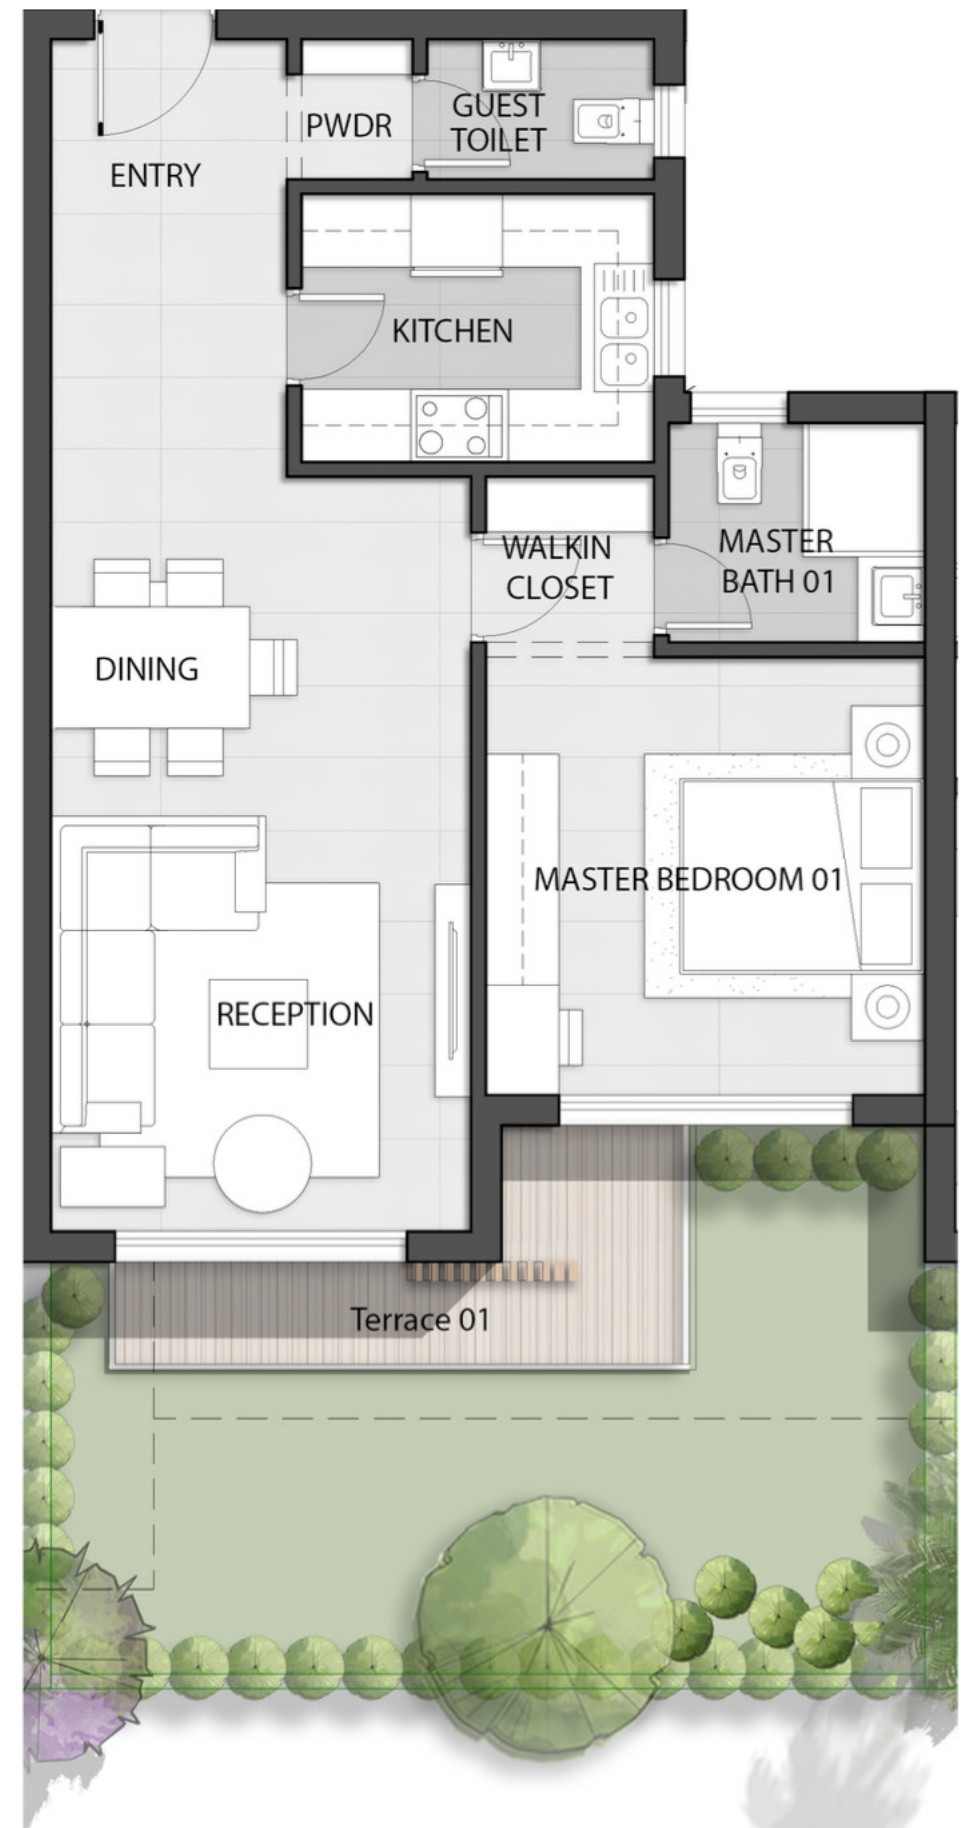 GUEST
TOILET
PWDR
ENTRY
KITCHEN
WALKIN
CLOSET
MASTER
BATH 01
DINING
MASTER BEDROOM 01
RECEPTION
Terrace 01